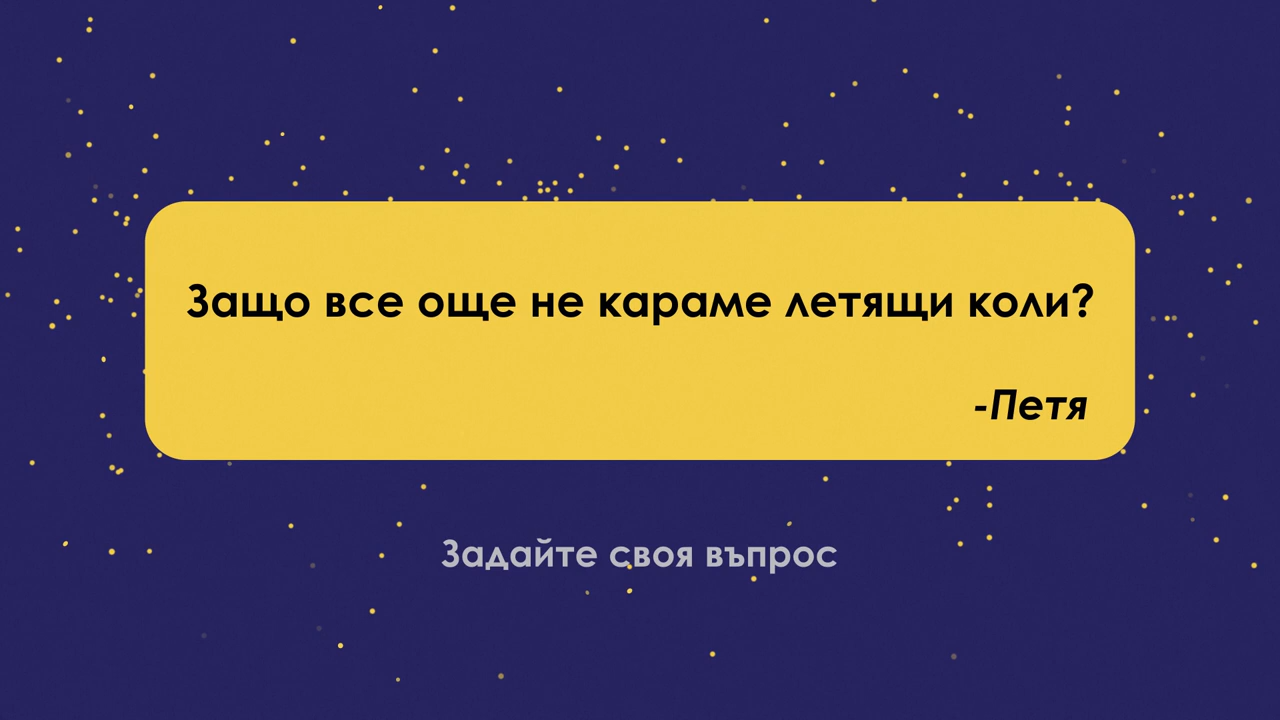 Защо все още не караме летящи коли?
-Петя
Задайте своя въпрос